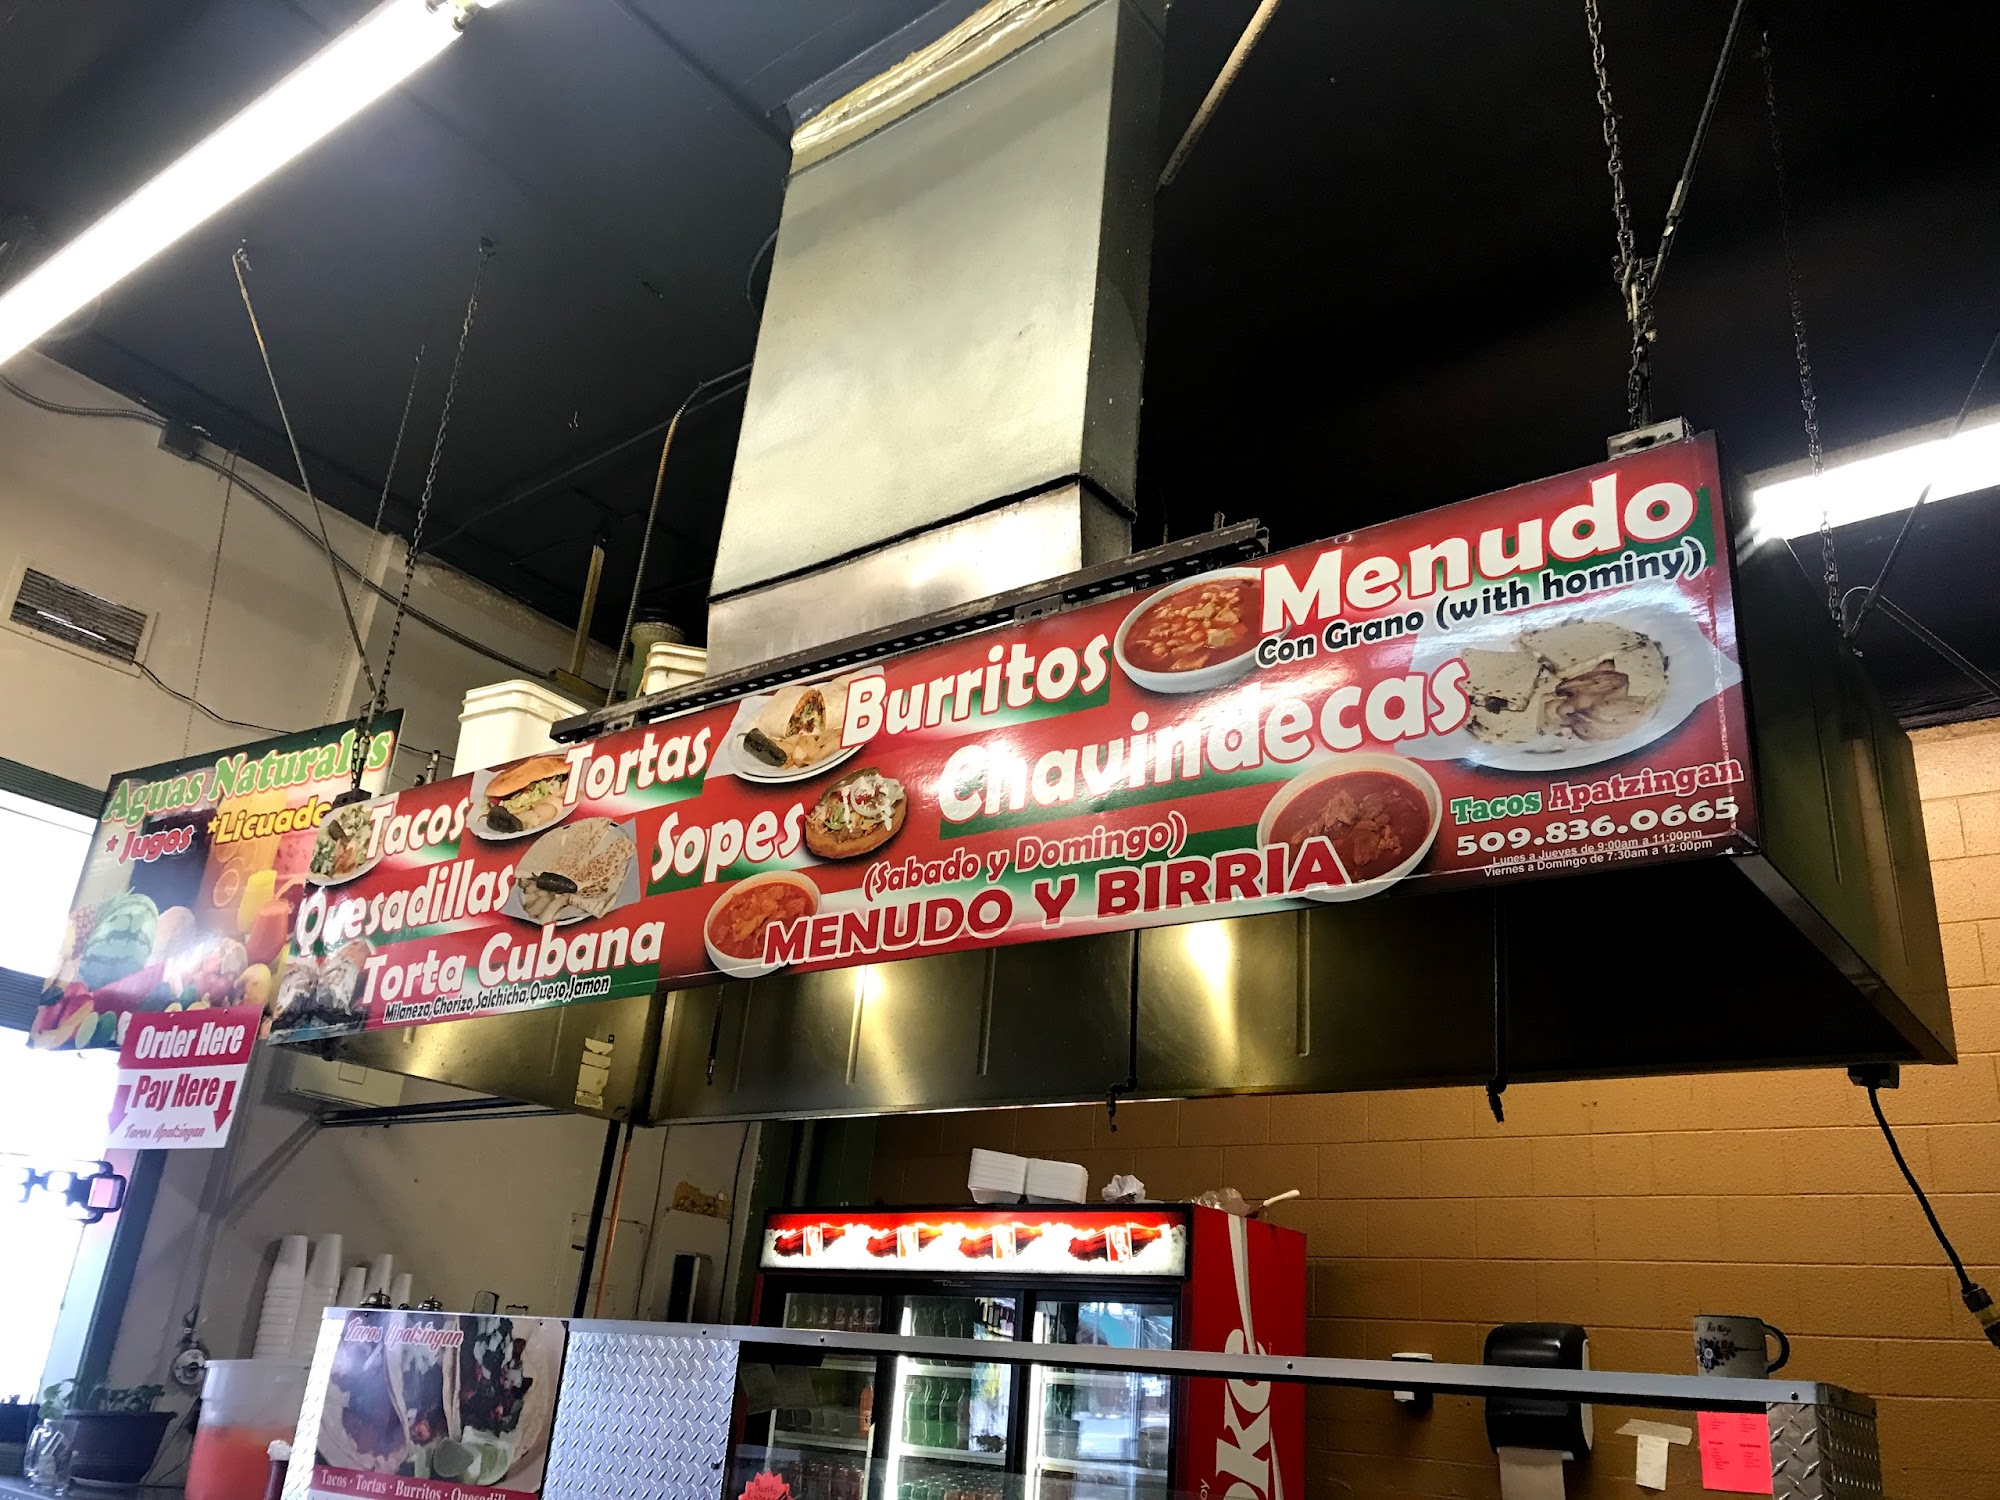 Aguas Naturales
*Jugos *Licuado
Tacos
Tortas
Burritos
Menudo
Con Grano (with hominy)
Quesadillas
Sopes
Chavindecas
Torta Cubana
Milaneza,Chorizo,Salchicha,Queso,Jamon
(Sabado y Domingo)
MENUDO Y BIRRIA
Tacos Apatzingan
509.836.0665
Lunes a Jueves de 9:00am a 11:00pm
Viernes a Domingo de 7:30am a 12:00pm
Order Here
Pay Here
Tacos Apatzingan
Tacos Apatzingan
Tacos · Tortas · Burritos · Quesadill
Coke